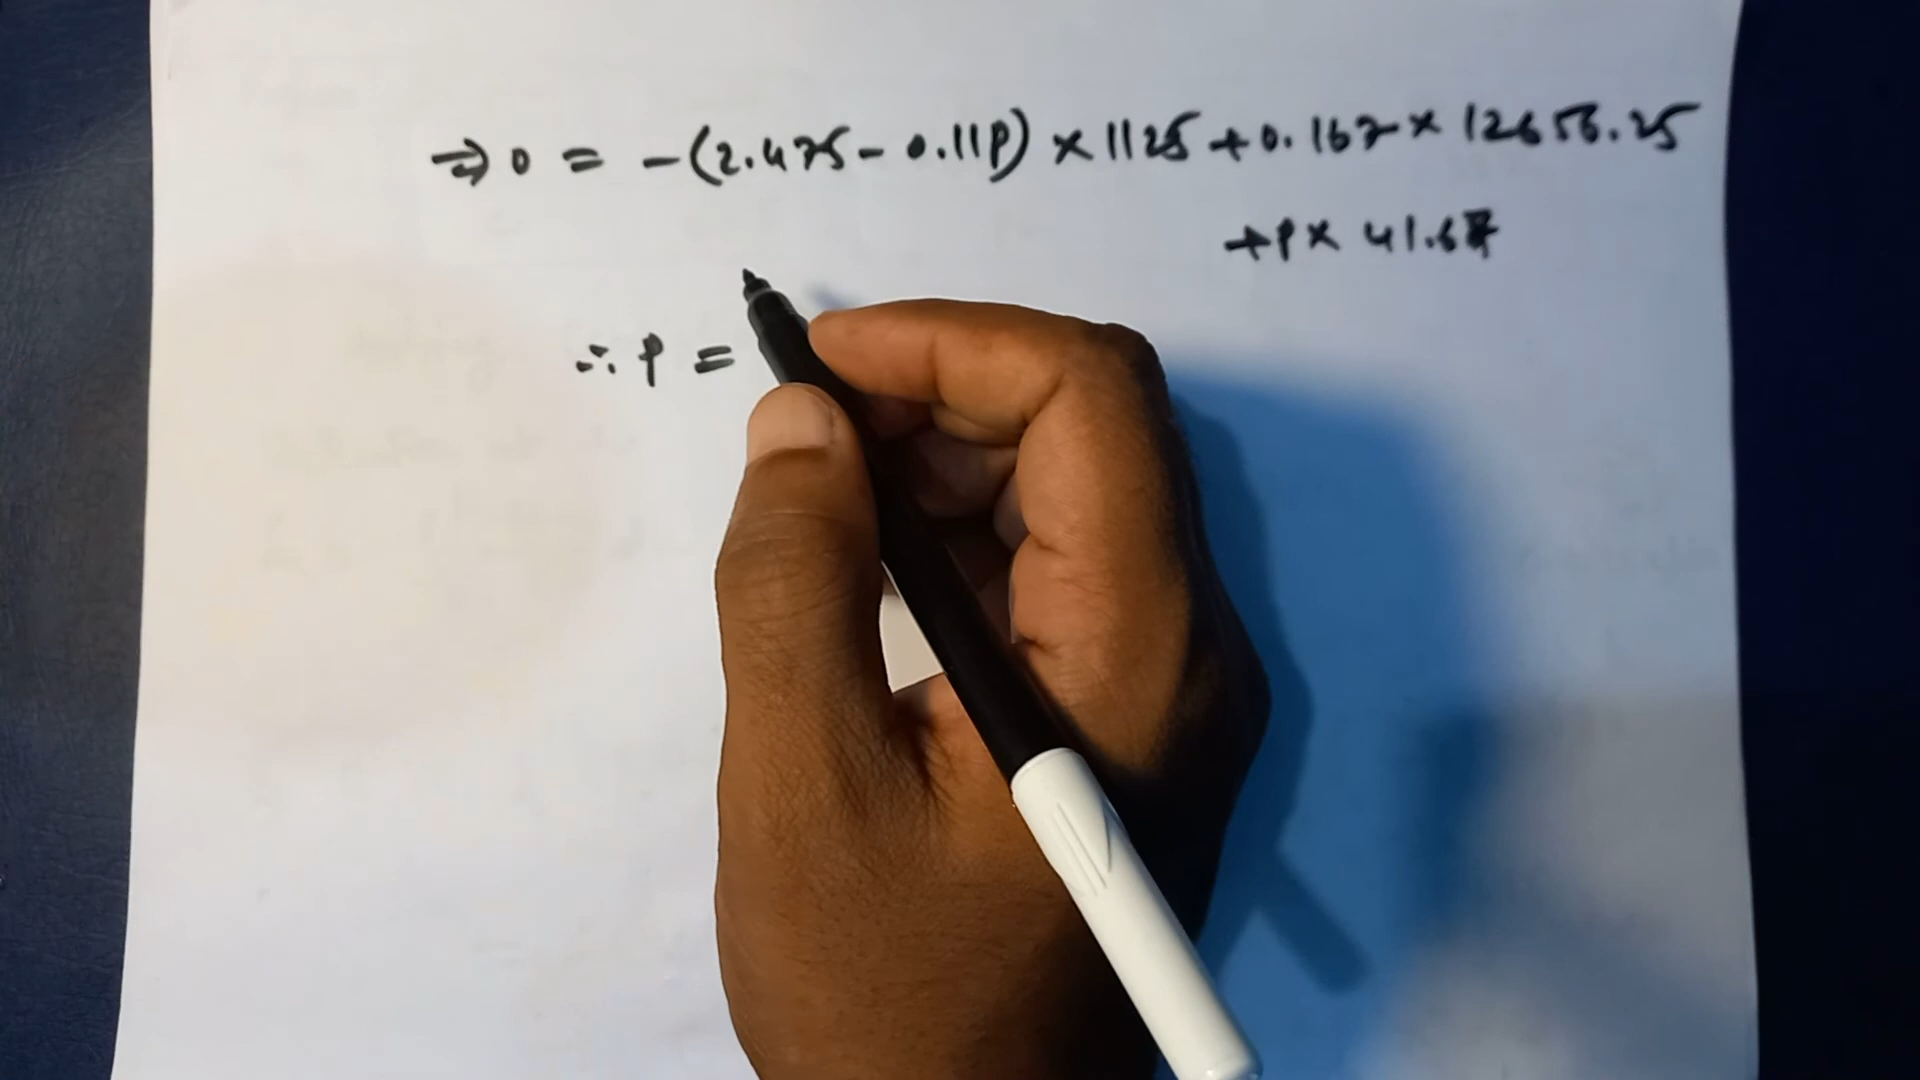 ⇒ 0 = -(2.475 - 0.11P) × 1125 + 0.167 × 12656.25
+ P × 41.67
∴ P =